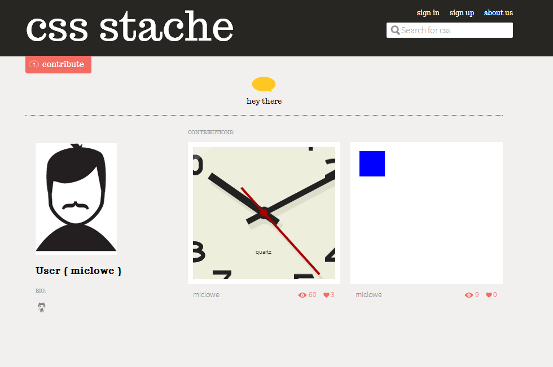 css stache
sign in sign up about us
Search for css
contribute
hey there
CONTRIBUTIONS:
User { miclowe }
BIO:
quartz
miclowe 60 3
miclowe 9 0